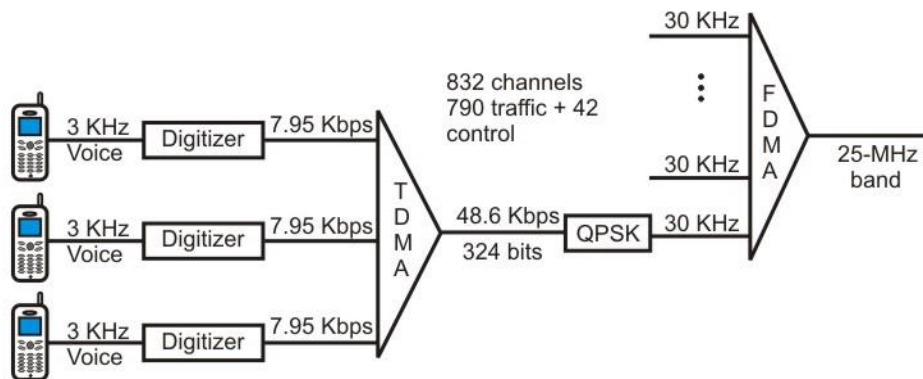 30 KHz
832 channels
790 traffic + 42
control
3 KHz
Voice
Digitizer
7.95 Kbps
30 KHz
F
D
M
A
25-MHz
band
3 KHz
Voice
Digitizer
7.95 Kbps
T
D
M
A
48.6 Kbps
324 bits
QPSK
30 KHz
3 KHz
Voice
Digitizer
7.95 Kbps